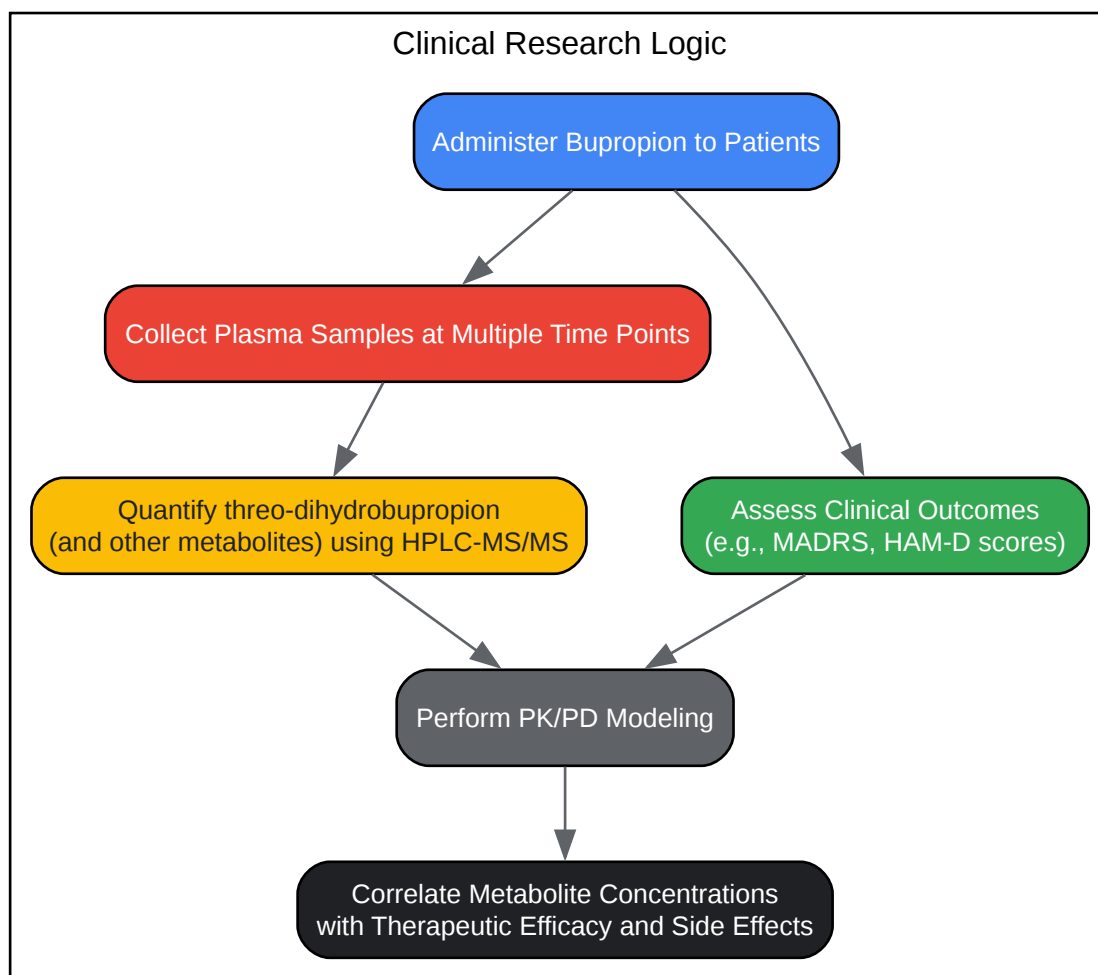 Clinical Research Logic
Administer Bupropion to Patients
Collect Plasma Samples at Multiple Time Points
Quantify threo-dihydrobupropion
(and other metabolites) using HPLC-MS/MS
Assess Clinical Outcomes
(e.g., MADRS, HAM-D scores)
Perform PK/PD Modeling
Correlate Metabolite Concentrations
with Therapeutic Efficacy and Side Effects